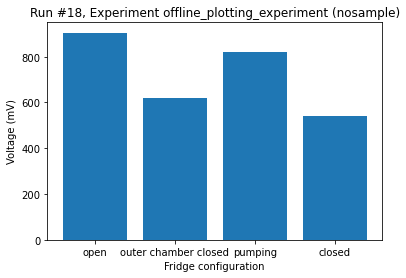 Run #18, Experiment offline_plotting_experiment (nosample)
Voltage (mV)
800
600
400
200
0
open outer chamber closed pumping closed
Fridge configuration